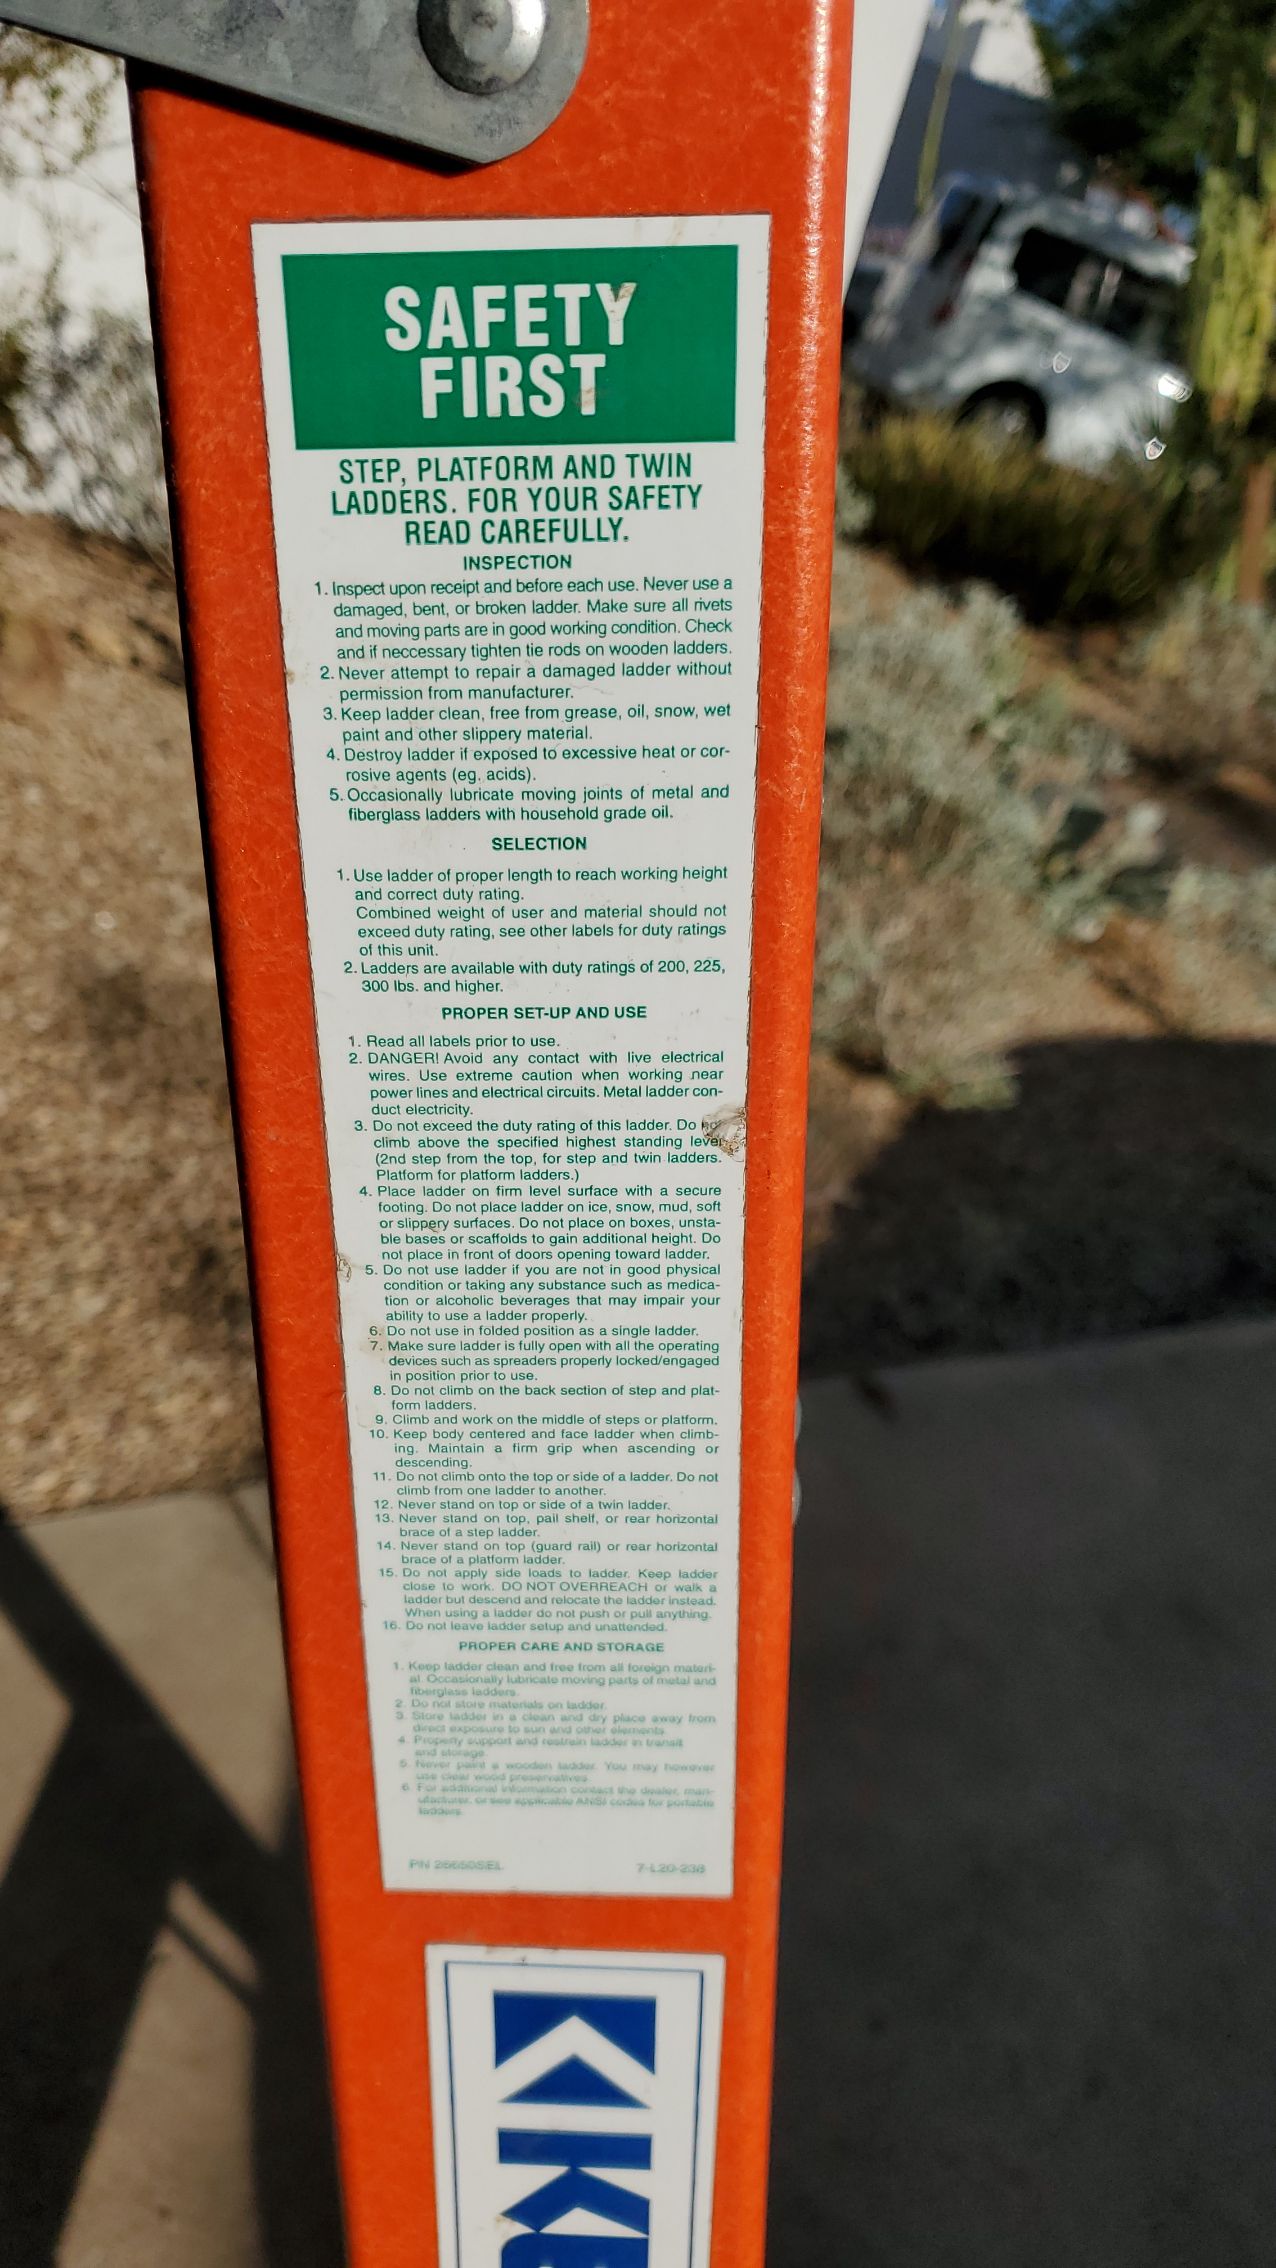 SAFETY
FIRST
STEP, PLATFORM AND TWIN
LADDERS. FOR YOUR SAFETY
READ CAREFULLY.
INSPECTION
1. Inspect upon receipt and before each use. Never use a
damaged, bent, or broken ladder. Make sure all rivets
and moving parts are in good working condition. Check
and if neccessary tighten tie rods on wooden ladders.
2. Never attempt to repair a damaged ladder without
permission from manufacturer.
3. Keep ladder clean, free from grease, oil, snow, wet
paint and other slippery material.
4. Destroy ladder if exposed to excessive heat or cor-
rosive agents (eg. acids).
5. Occasionally lubricate moving joints of metal and
fiberglass ladders with household grade oil.
SELECTION
1. Use ladder of proper length to reach working height
and correct duty rating.
Combined weight of user and material should not
exceed duty rating, see other labels for duty ratings
of this unit.
2. Ladders are available with duty ratings of 200, 225,
300 lbs. and higher.
PROPER SET-UP AND USE
1. Read all labels prior to use.
2. DANGER! Avoid any contact with live electrical
wires. Use extreme caution when working near
power lines and electrical circuits. Metal ladder con-
duct electricity.
3. Do not exceed the duty rating of this ladder. Do not
climb above the specified highest standing level
(2nd step from the top, for step and twin ladders.
Platform for platform ladders.)
4. Place ladder on firm level surface with a secure
footing. Do not place ladder on ice, snow, mud, soft
or slippery surfaces. Do not place on boxes, unsta-
ble bases or scaffolds to gain additional height. Do
not place in front of doors opening toward ladder.
5. Do not use ladder if you are not in good physical
condition or taking any substance such as medica-
tion or alcoholic beverages that may impair your
ability to use a ladder properly.
6. Do not use in folded position as a single ladder.
7. Make sure ladder is fully open with all the operating
devices such as spreaders properly locked/engaged
in position prior to use.
8. Do not climb on the back section of step and plat-
form ladders.
9. Climb and work on the middle of steps or platform.
10. Keep body centered and face ladder when climb-
ing. Maintain a firm grip when ascending or
descending.
11. Do not climb onto the top or side of a ladder. Do not
climb from one ladder to another.
12. Never stand on top or side of a twin ladder.
13. Never stand on top, pail shelf, or rear horizontal
brace of a step ladder.
14. Never stand on top (guard rail) or rear horizontal
brace of a platform ladder.
15. Do not apply side loads to ladder. Keep ladder
close to work. DO NOT OVERREACH or walk a
ladder but descend and relocate the ladder instead.
When using a ladder do not push or pull anything.
16. Do not leave ladder setup and unattended.
PROPER CARE AND STORAGE
1. Keep ladder clean and free from all foreign materi-
al. Occasionally lubricate moving parts of metal and
fiberglass ladders.
2. Do not store materials on ladder.
3. Store ladder in a clean and dry place away from
direct exposure to sun and other elements.
4. Properly support and restrain ladder in transit
and storage.
5. Never paint a wooden ladder. You may however
use clear wood preservatives.
6. For additional information contact the dealer, man-
ufacturer, or see applicable ANSI codes for portable
ladders.
PN 26650SEL 7-L20-238
KIKE